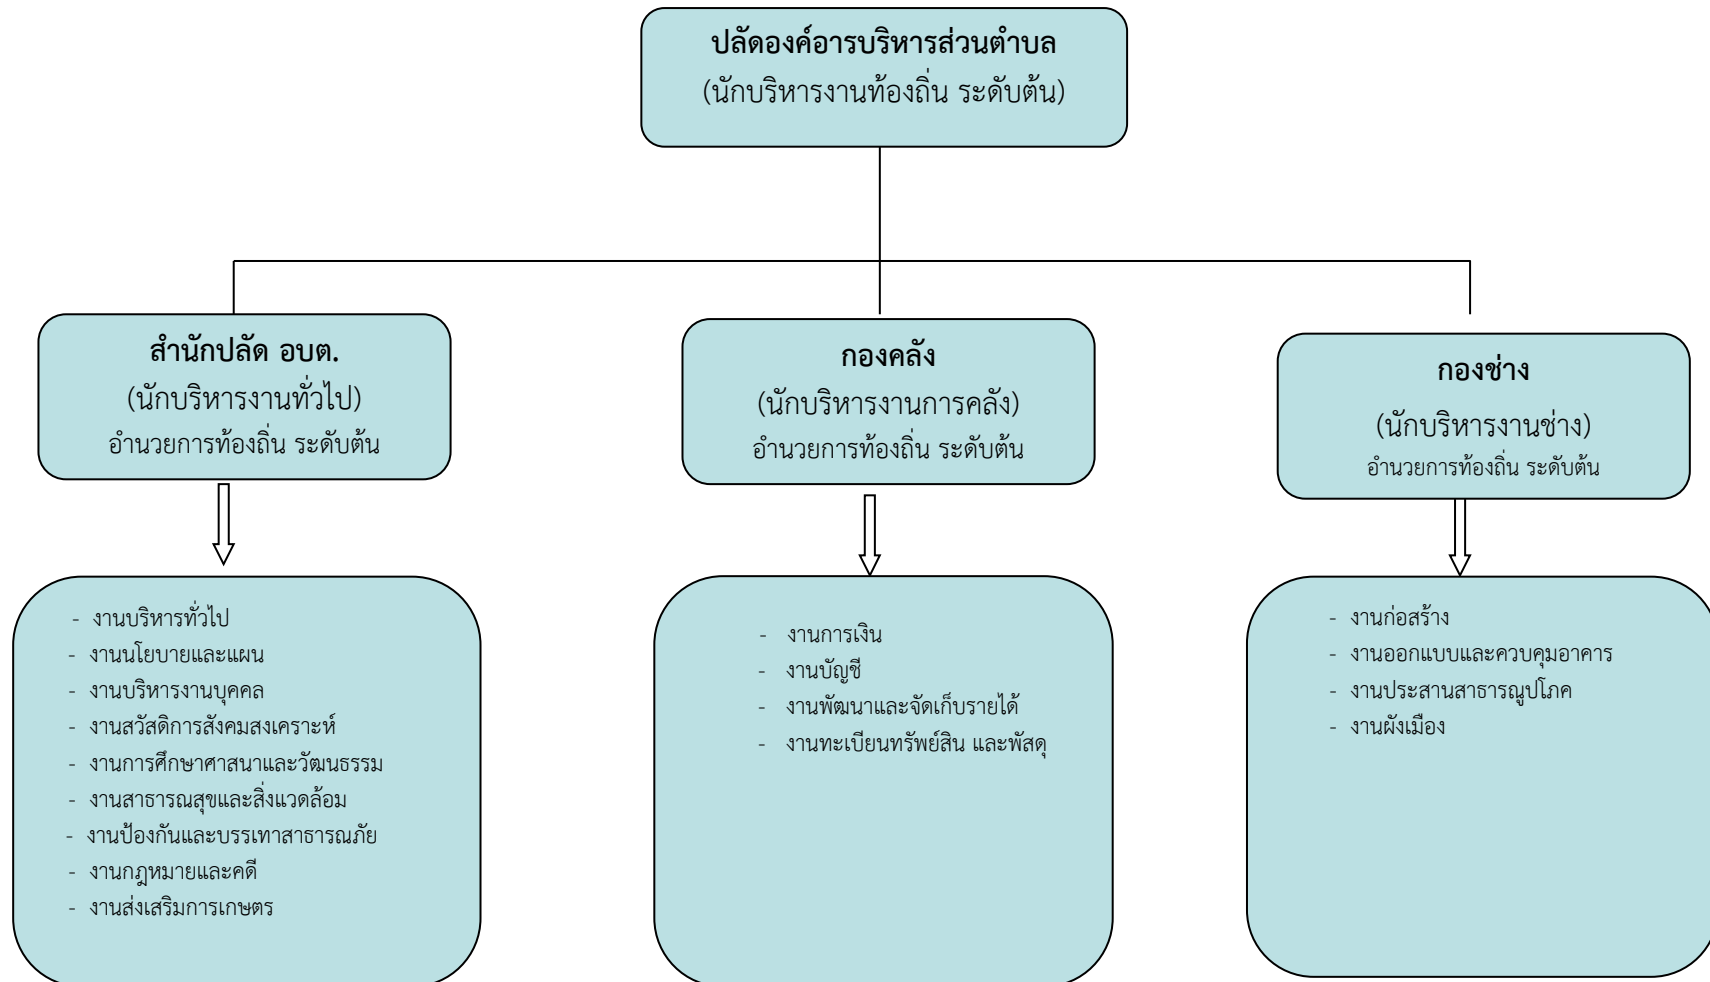 ปลัดองค์อารบริหารส่วนตำบล
(นักบริหารงานท้องถิ่น ระดับต้น)
สำนักปลัด อบต.
(นักบริหารงานทั่วไป)
อำนวยการท้องถิ่น ระดับต้น
กองคลัง
(นักบริหารงานการคลัง)
อำนวยการท้องถิ่น ระดับต้น
กองช่าง
(นักบริหารงานช่าง)
อำนวยการท้องถิ่น ระดับต้น
- งานบริหารทั่วไป
- งานนโยบายและแผน
- งานบริหารงานบุคคล
- งานสวัสดิการสังคมสงเคราะห์
- งานการศึกษาศาสนาและวัฒนธรรม
- งานสาธารณสุขและสิ่งแวดล้อม
- งานป้องกันและบรรเทาสาธารณภัย
- งานกฎหมายและคดี
- งานส่งเสริมการเกษตร
- งานการเงิน
- งานบัญชี
- งานพัฒนาและจัดเก็บรายได้
- งานทะเบียนทรัพย์สิน และพัสดุ
- งานก่อสร้าง
- งานออกแบบและควบคุมอาคาร
- งานประสานสาธารณูปโภค
- งานผังเมือง